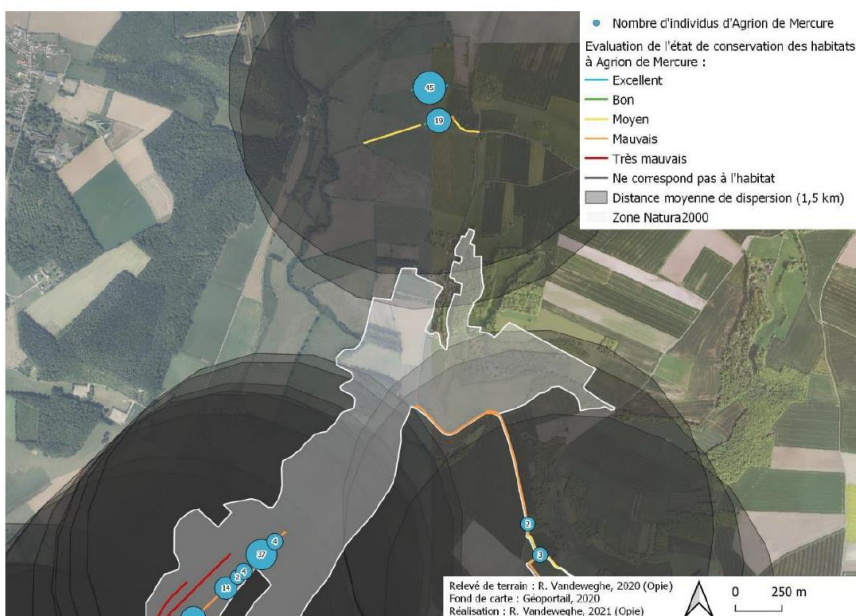 Nombre d'individus d'Agrion de Mercure
Evaluation de l'état de conservation des habitats
à Agrion de Mercure :
Excellent
Bon
Moyen
Mauvais
Très mauvais
Ne correspond pas à l'habitat
Distance moyenne de dispersion (1,5 km)
Zone Natura2000
45
19
2
3
4
37
4
2
14
Relevé de terrain : R. Vandeweghe, 2020 (Opie)
Fond de carte : Géoportail, 2020
Réalisation : R. Vandeweghe, 2021 (Opie)
0 250 m